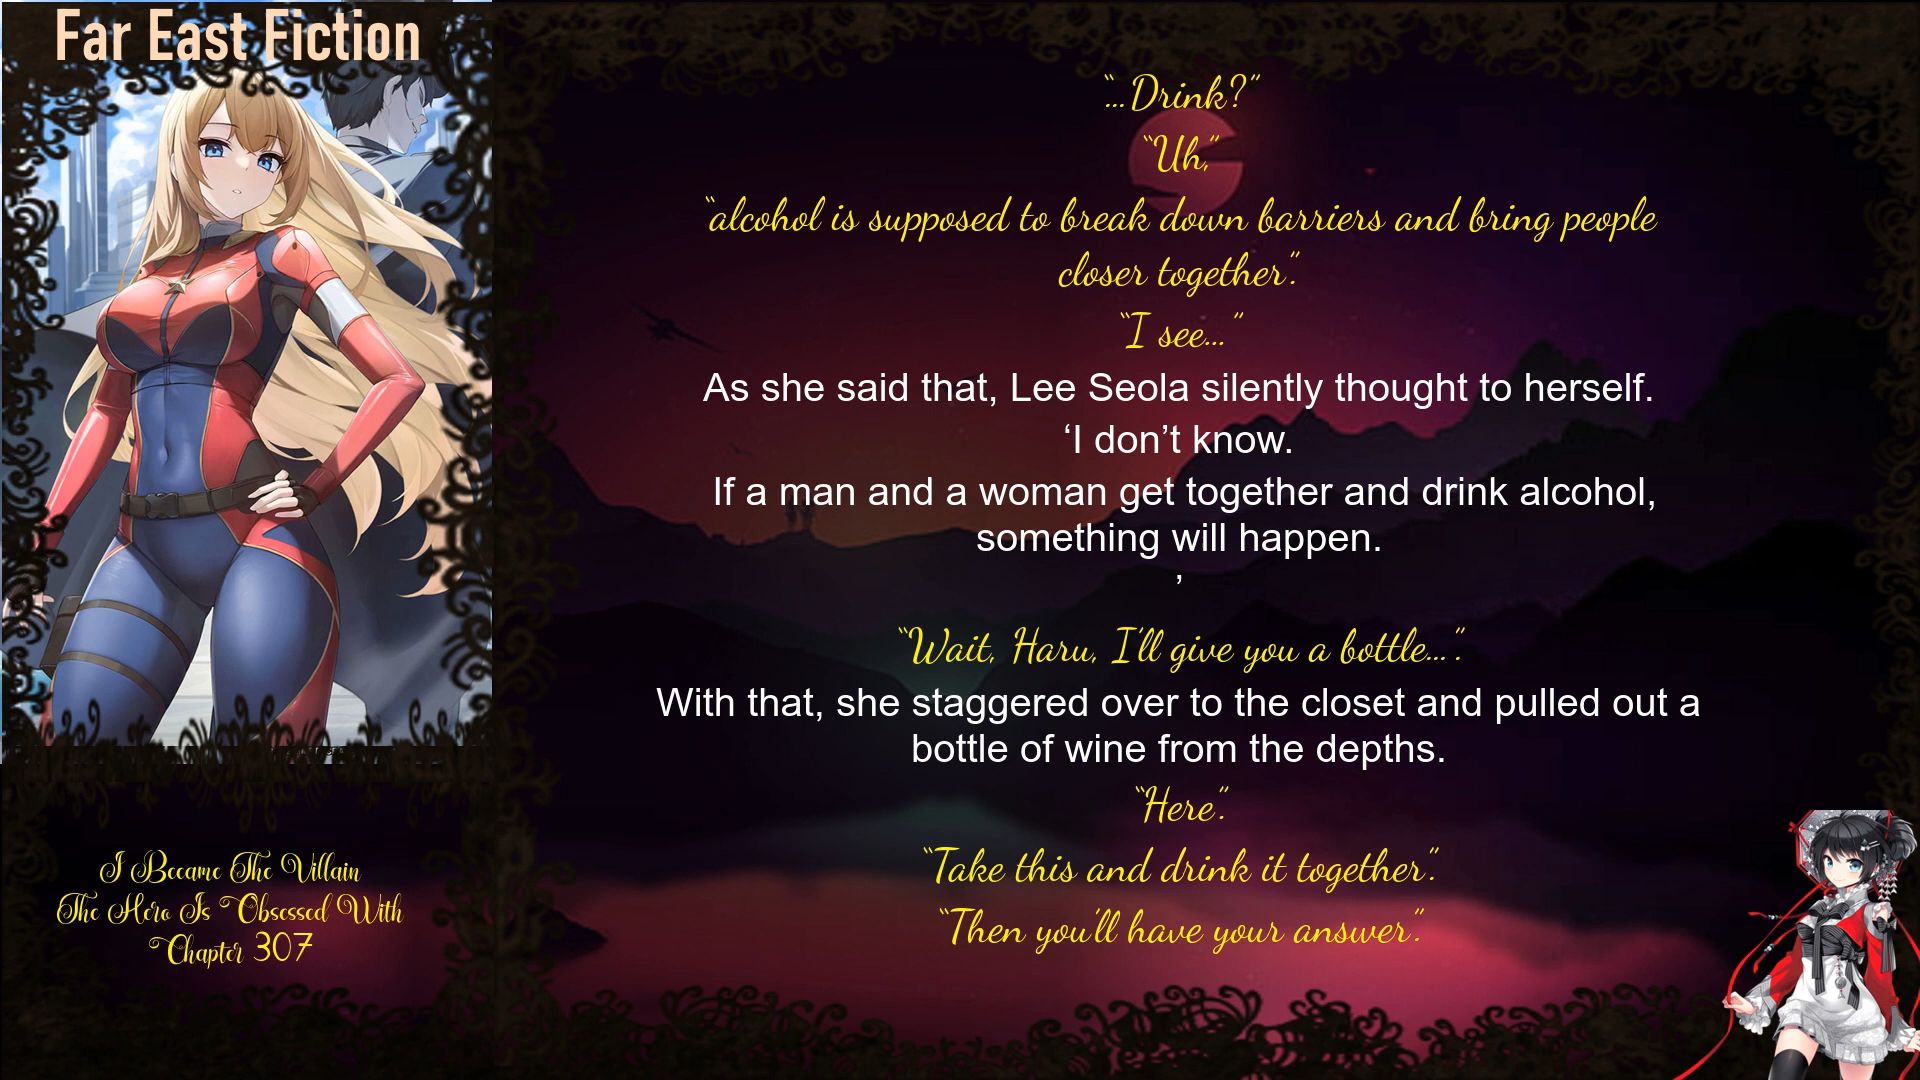 Far East Fiction
“…Drink?”
“Uh,”
“alcohol is supposed to break down barriers and bring people
closer together”.
“I see…”
As she said that, Lee Seola silently thought to herself.
‘I don’t know.
If a man and a woman get together and drink alcohol,
something will happen.
’
“Wait, Haru, I’ll give you a bottle…”.
With that, she staggered over to the closet and pulled out a
bottle of wine from the depths.
“Here”.
“Take this and drink it together”.
“Then you’ll have your answer”.
I Became The Villain
The Hero Is Obsessed With
Chapter 307